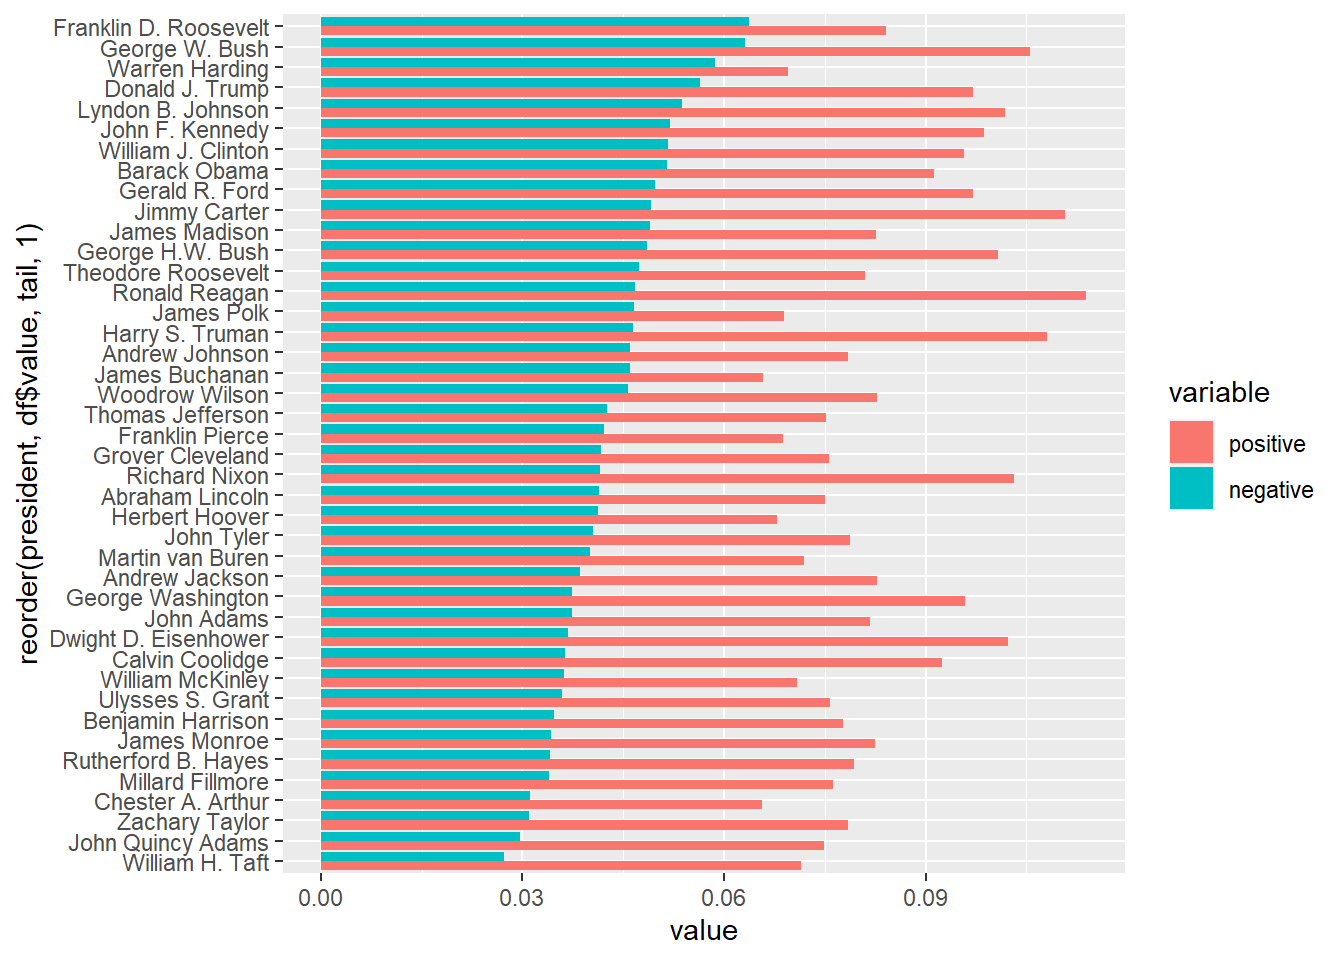 Franklin D. Roosevelt
George W. Bush
Warren Harding
Donald J. Trump
Lyndon B. Johnson
John F. Kennedy
William J. Clinton
Barack Obama
Gerald R. Ford
Jimmy Carter
James Madison
George H.W. Bush
Theodore Roosevelt
Ronald Reagan
James Polk
Harry S. Truman
Andrew Johnson
James Buchanan
Woodrow Wilson
Thomas Jefferson
Franklin Pierce
Grover Cleveland
Richard Nixon
Abraham Lincoln
Herbert Hoover
John Tyler
Martin van Buren
Andrew Jackson
George Washington
John Adams
Dwight D. Eisenhower
Calvin Coolidge
William McKinley
Ulysses S. Grant
Benjamin Harrison
James Monroe
Rutherford B. Hayes
Millard Fillmore
Chester A. Arthur
Zachary Taylor
John Quincy Adams
William H. Taft
reorder(president, df$value, tail, 1)
0.00 0.03 0.06 0.09
value
variable
positive
negative